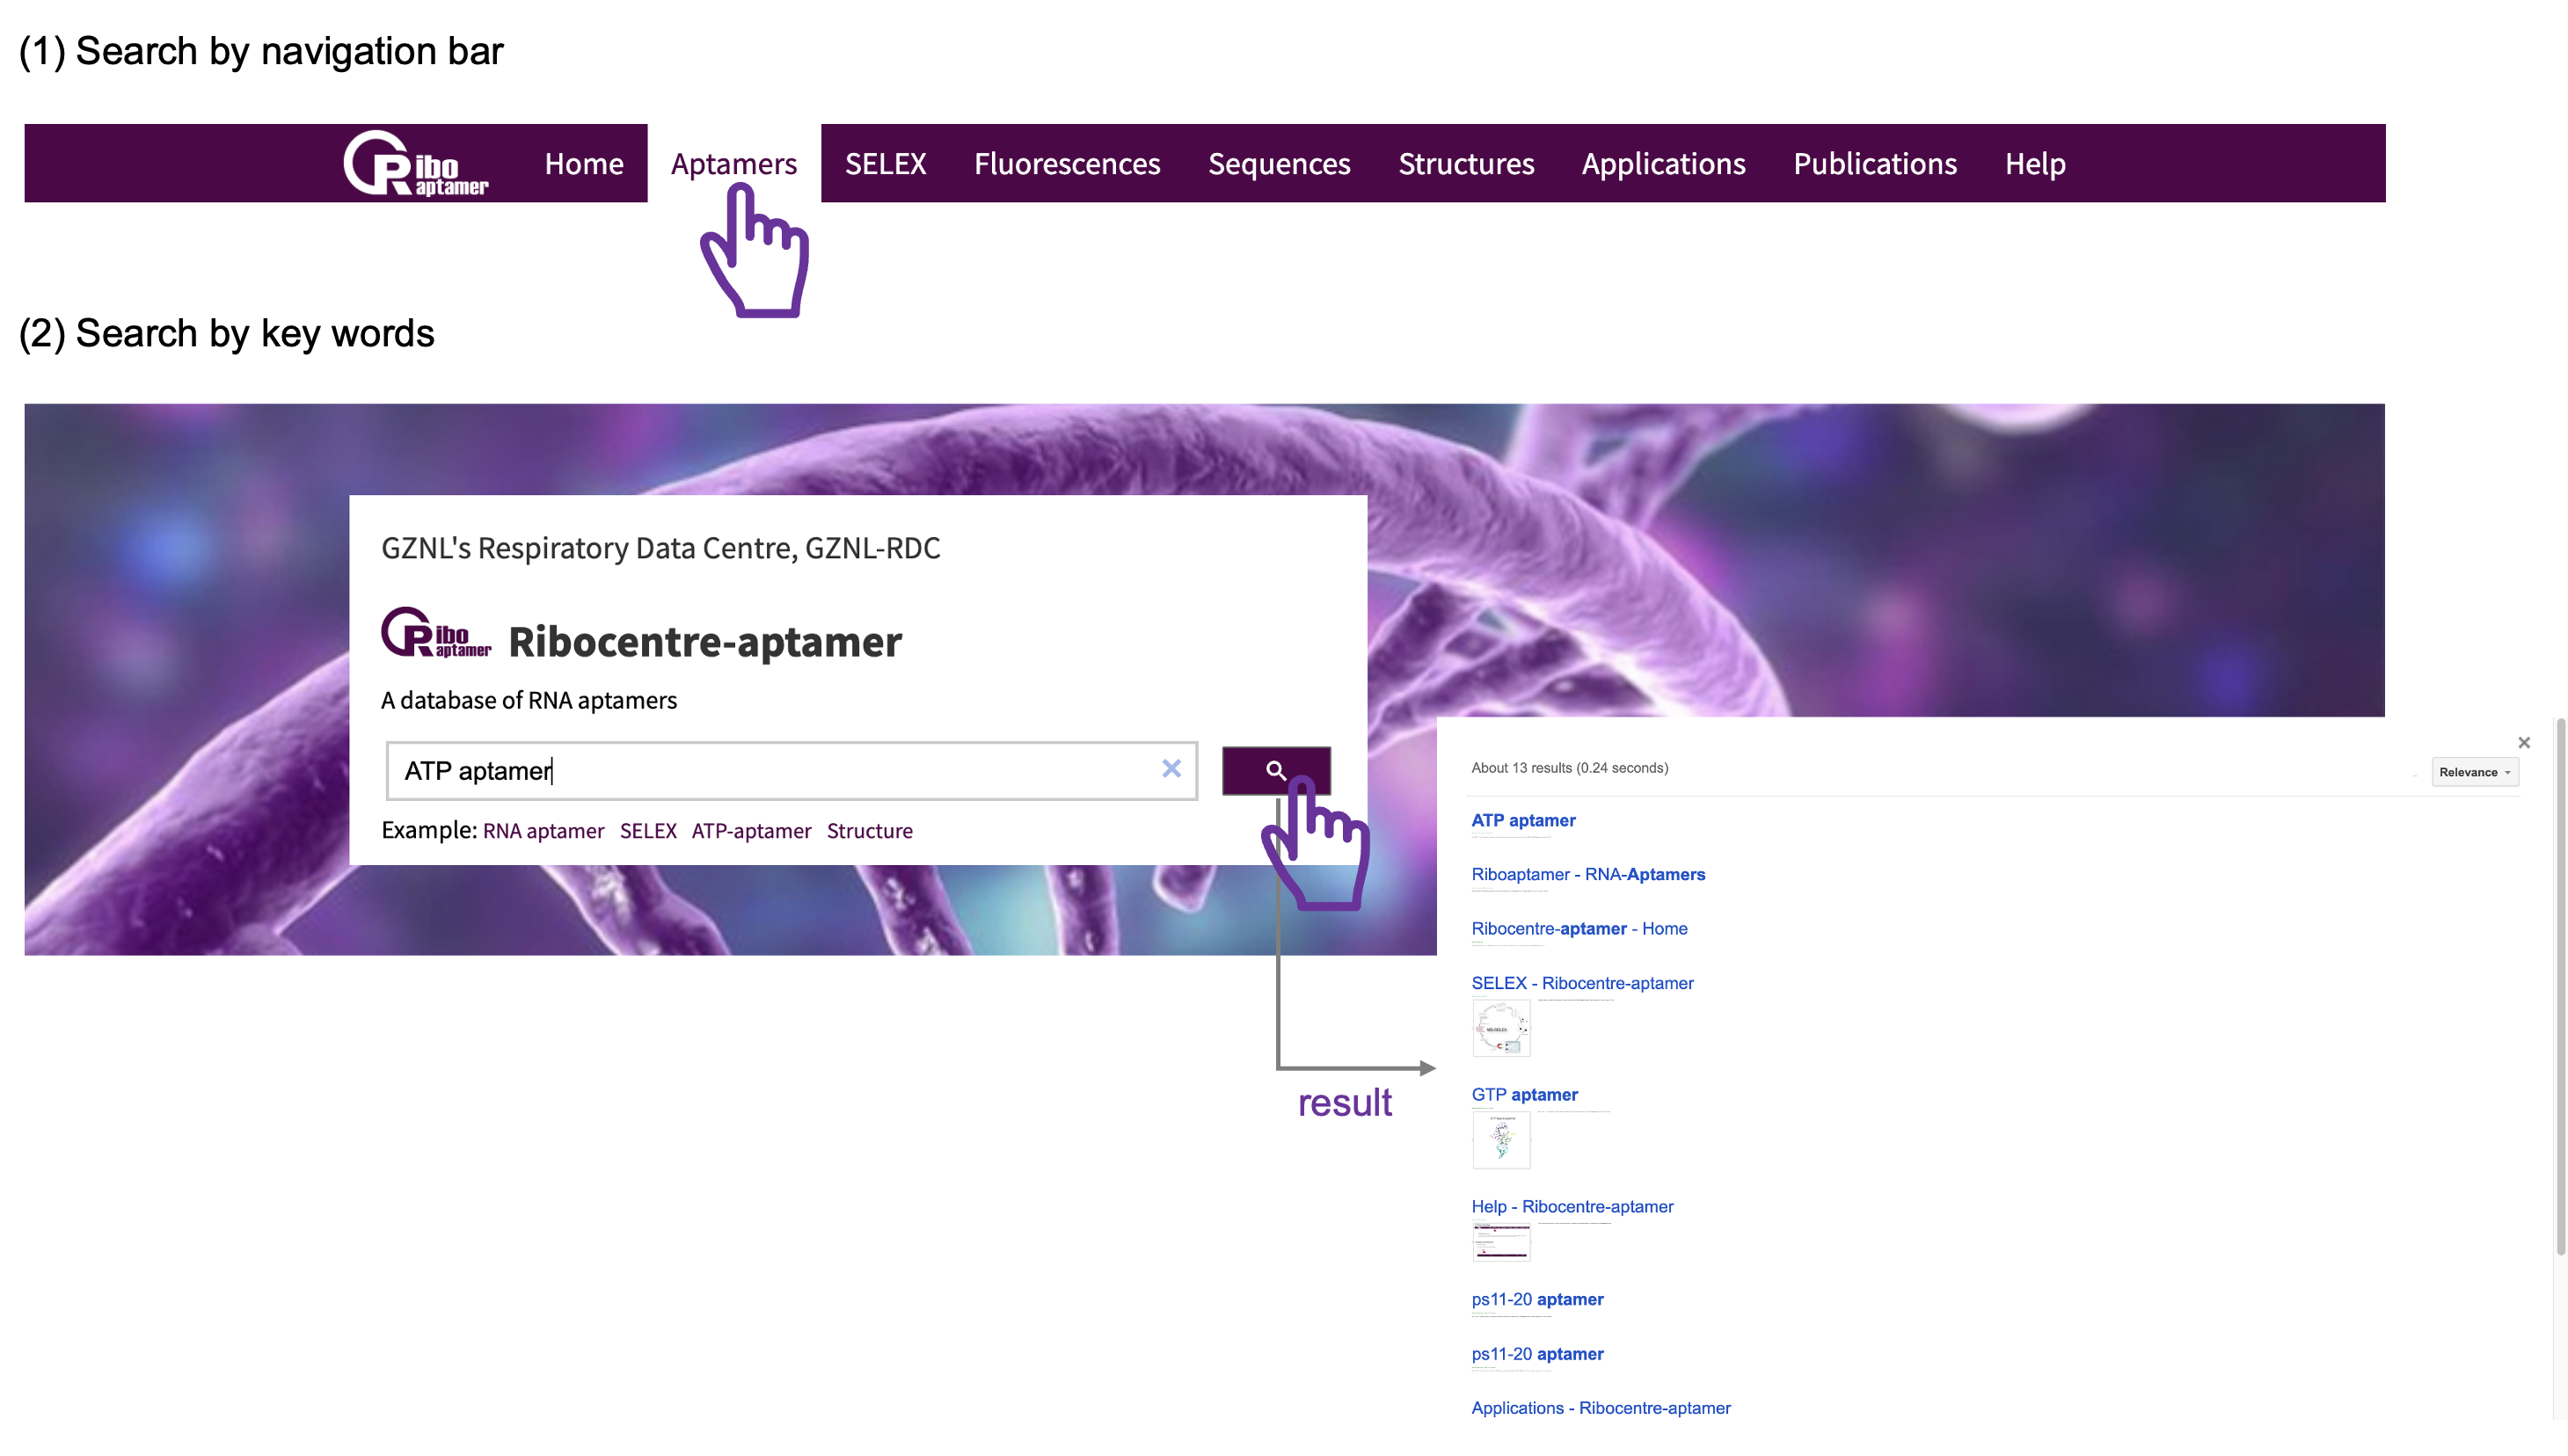 (1) Search by navigation bar
Ribo aptamer Home Aptamers SELEX Fluorescences Sequences Structures Applications Publications Help
(2) Search by key words
GZNL's Respiratory Data Centre, GZNL-RDC
Ribo aptamer Ribocentre-aptamer
A database of RNA aptamers
ATP aptamer
Example: RNA aptamer SELEX ATP-aptamer Structure
result
About 13 results (0.24 seconds)
Relevance
ATP aptamer
Riboaptamer - RNA-Aptamers
Ribocentre-aptamer - Home
SELEX - Ribocentre-aptamer
GTP aptamer
Help - Ribocentre-aptamer
ps11-20 aptamer
ps11-20 aptamer
Applications - Ribocentre-aptamer